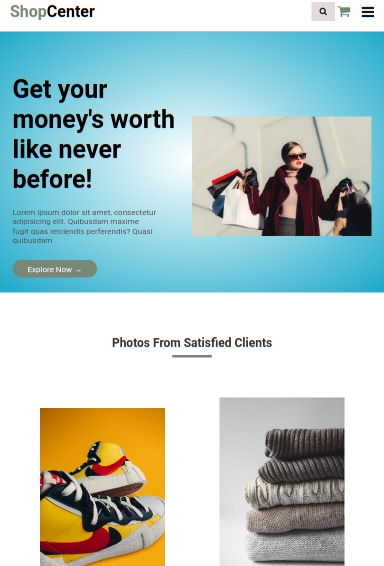 ShopCenter
Get your
money's worth
like never
before!
Lorem ipsum dolor sit amet, consectetur
adipisicing elit. Quibusdam maxime
fugit quas reiciendis perferendis? Quasi
quibusdam
Explore Now →
Photos From Satisfied Clients